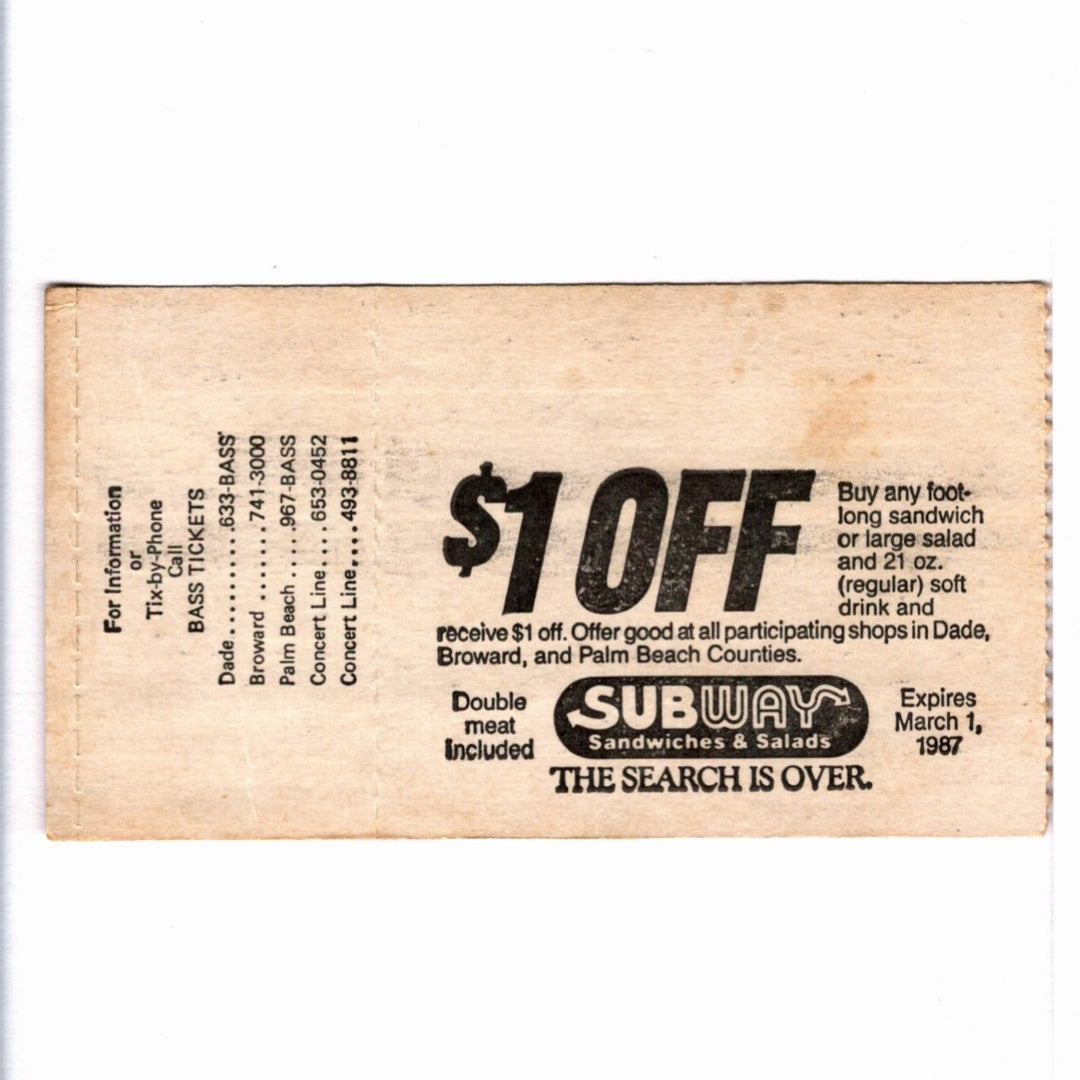 For Information
or
Tix-by-Phone
Call
BASS TICKETS
Dade..........633-BASS
Broward .......741-3000
Palm Beach .....967-BASS
Concert Line....653-0452
Concert Line....493-8811
$1 OFF
Buy any foot-
long sandwich
or large salad
and 21 oz.
(regular) soft
drink and
receive $1 off. Offer good at all participating shops in Dade,
Broward, and Palm Beach Counties.
Double
meat
included
SUBWAY
Sandwiches & Salads
THE SEARCH IS OVER.
Expires
March 1,
1987